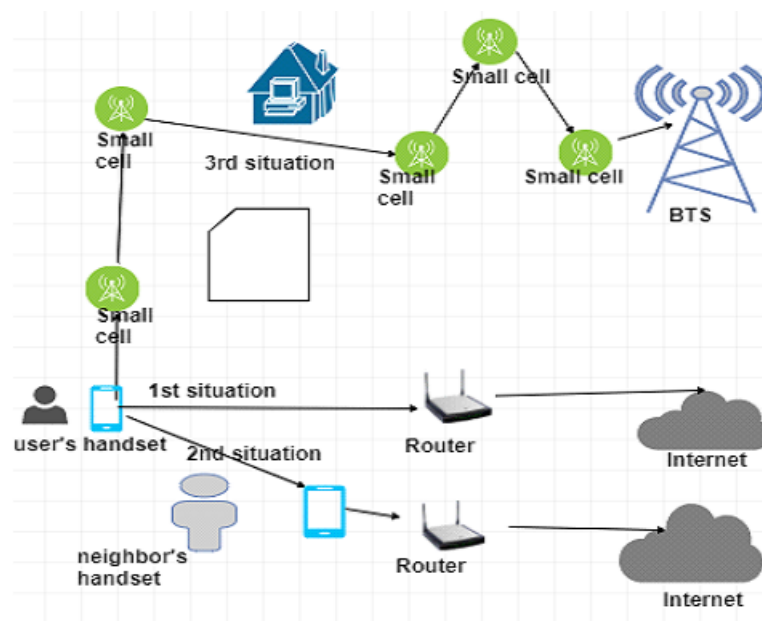 Small cell
Small
cell
3rd situation
Small
cell
Small cell
BTS
Small
cell
1st situation
user's handset
Router
Internet
2nd situation
neighbor's
handset
Router
Internet